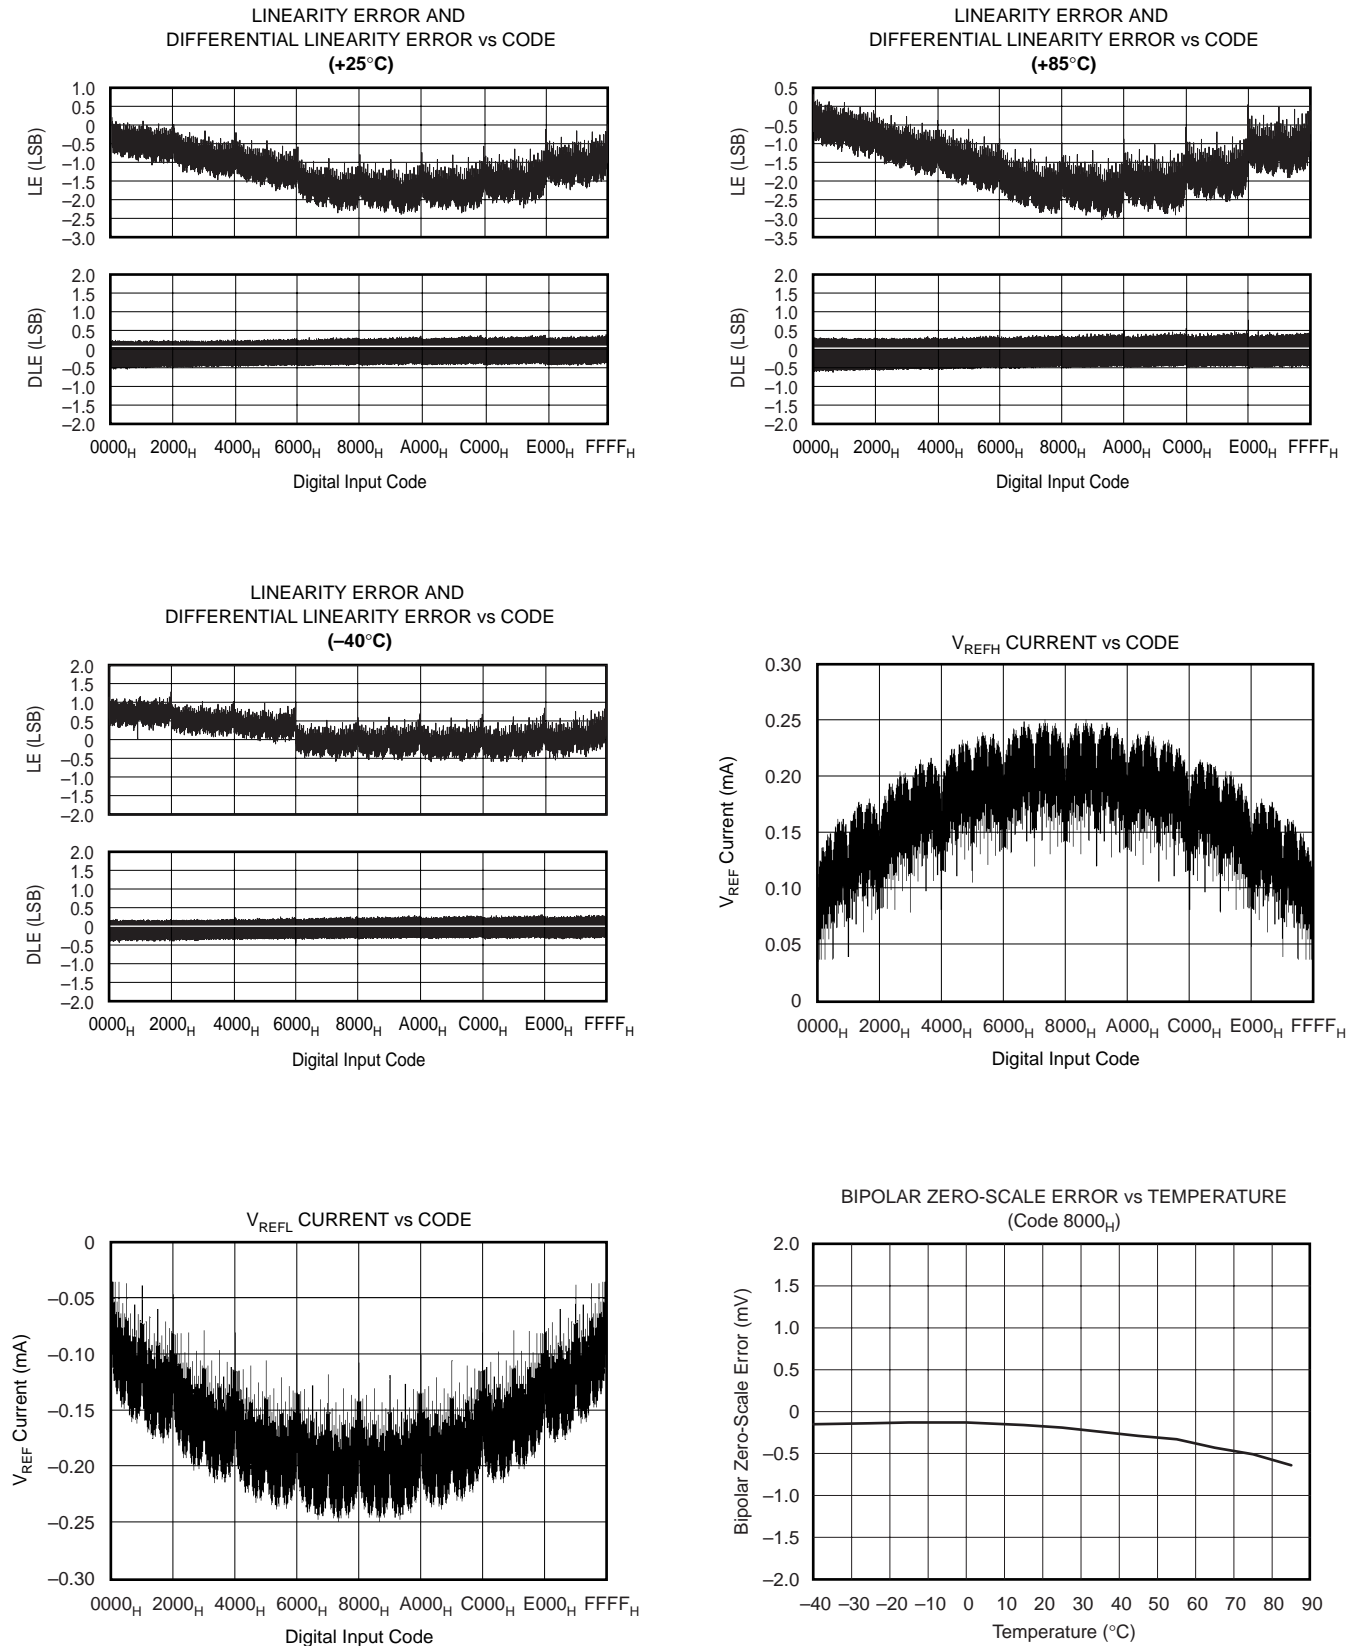 LINEARITY ERROR AND
DIFFERENTIAL LINEARITY ERROR vs CODE
(+25°C)
1.0
0.5
0
–0.5
–1.0
–1.5
–2.0
–2.5
–3.0
LE (LSB)
2.0
1.5
1.0
0.5
0
–0.5
–1.0
–1.5
–2.0
DLE (LSB)
0000H 2000H 4000H 6000H 8000H A000H C000H E000H FFFFH
Digital Input Code
LINEARITY ERROR AND
DIFFERENTIAL LINEARITY ERROR vs CODE
(+85°C)
0.5
0
–0.5
–1.0
–1.5
–2.0
–2.5
–3.0
–3.5
LE (LSB)
2.0
1.5
1.0
0.5
0
–0.5
–1.0
–1.5
–2.0
DLE (LSB)
0000H 2000H 4000H 6000H 8000H A000H C000H E000H FFFFH
Digital Input Code
LINEARITY ERROR AND
DIFFERENTIAL LINEARITY ERROR vs CODE
(–40°C)
2.0
1.5
1.0
0.5
0
–0.5
–1.0
–1.5
–2.0
LE (LSB)
2.0
1.5
1.0
0.5
0
–0.5
–1.0
–1.5
–2.0
DLE (LSB)
0000H 2000H 4000H 6000H 8000H A000H C000H E000H FFFFH
Digital Input Code
VREFH CURRENT vs CODE
0.30
0.25
0.20
0.15
0.10
0.05
0
VREF Current (mA)
0000H 2000H 4000H 6000H 8000H A000H C000H E000H FFFFH
Digital Input Code
VREFL CURRENT vs CODE
0
–0.05
–0.10
–0.15
–0.20
–0.25
–0.30
VREF Current (mA)
0000H 2000H 4000H 6000H 8000H A000H C000H E000H FFFFH
Digital Input Code
BIPOLAR ZERO-SCALE ERROR vs TEMPERATURE
(Code 8000H)
2.0
1.5
1.0
0.5
0
–0.5
–1.0
–1.5
–2.0
Bipolar Zero-Scale Error (mV)
–40 –30 –20 –10 0 10 20 30 40 50 60 70 80 90
Temperature (°C)